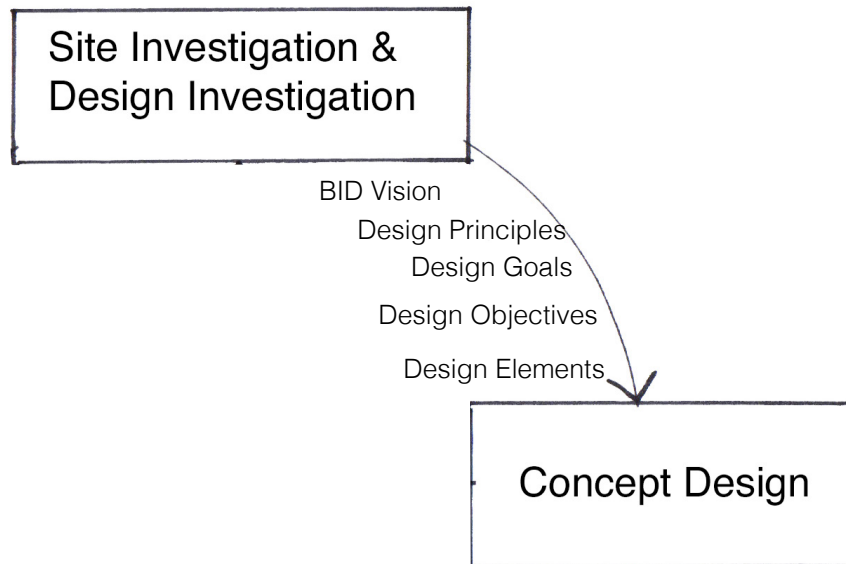 Site Investigation &
Design Investigation
BID Vision
Design Principles
Design Goals
Design Objectives
Design Elements
Concept Design